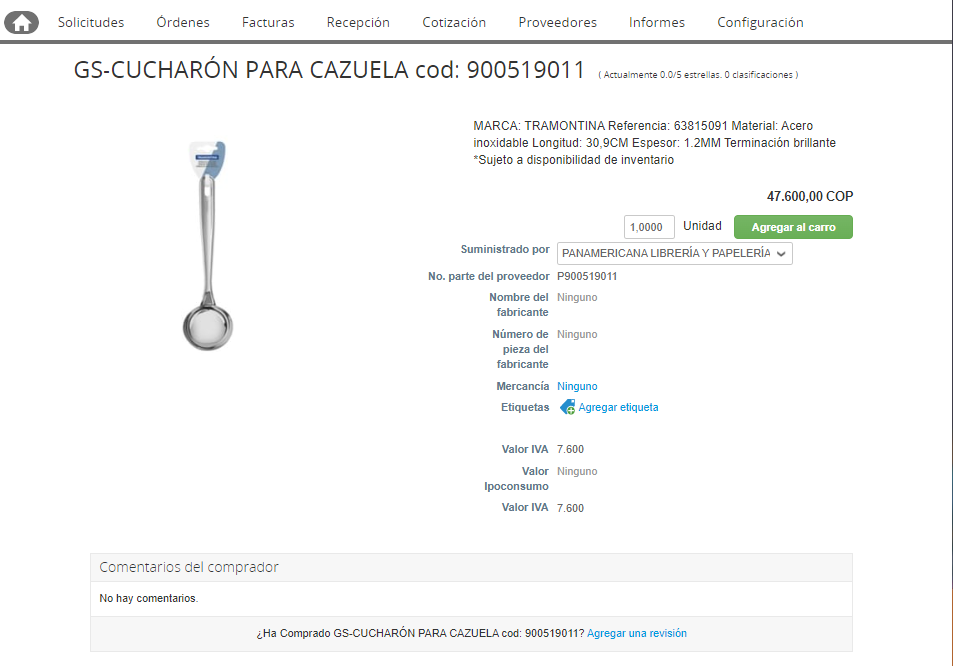 Solicitudes Órdenes Facturas Recepción Cotización Proveedores Informes Configuración
GS-CUCHARÓN PARA CAZUELA cod: 900519011 ( Actualmente 0.0/5 estrellas. 0 clasificaciones )
MARCA: TRAMONTINA Referencia: 63815091 Material: Acero
inoxidable Longitud: 30,9CM Espesor: 1.2MM Terminación brillante
*Sujeto a disponibilidad de inventario
47.600,00 COP
1,0000 Unidad Agregar al carro
Suministrado por PANAMERICANA LIBRERÍA Y PAPELERÍA
No. parte del proveedor P900519011
Nombre del Ninguno
fabricante
Número de Ninguno
pieza del
fabricante
Mercancía Ninguno
Etiquetas Agregar etiqueta
Valor IVA 7.600
Valor Ninguno
Ipoconsumo
Valor IVA 7.600
Comentarios del comprador
No hay comentarios.
¿Ha Comprado GS-CUCHARÓN PARA CAZUELA cod: 900519011? Agregar una revisión